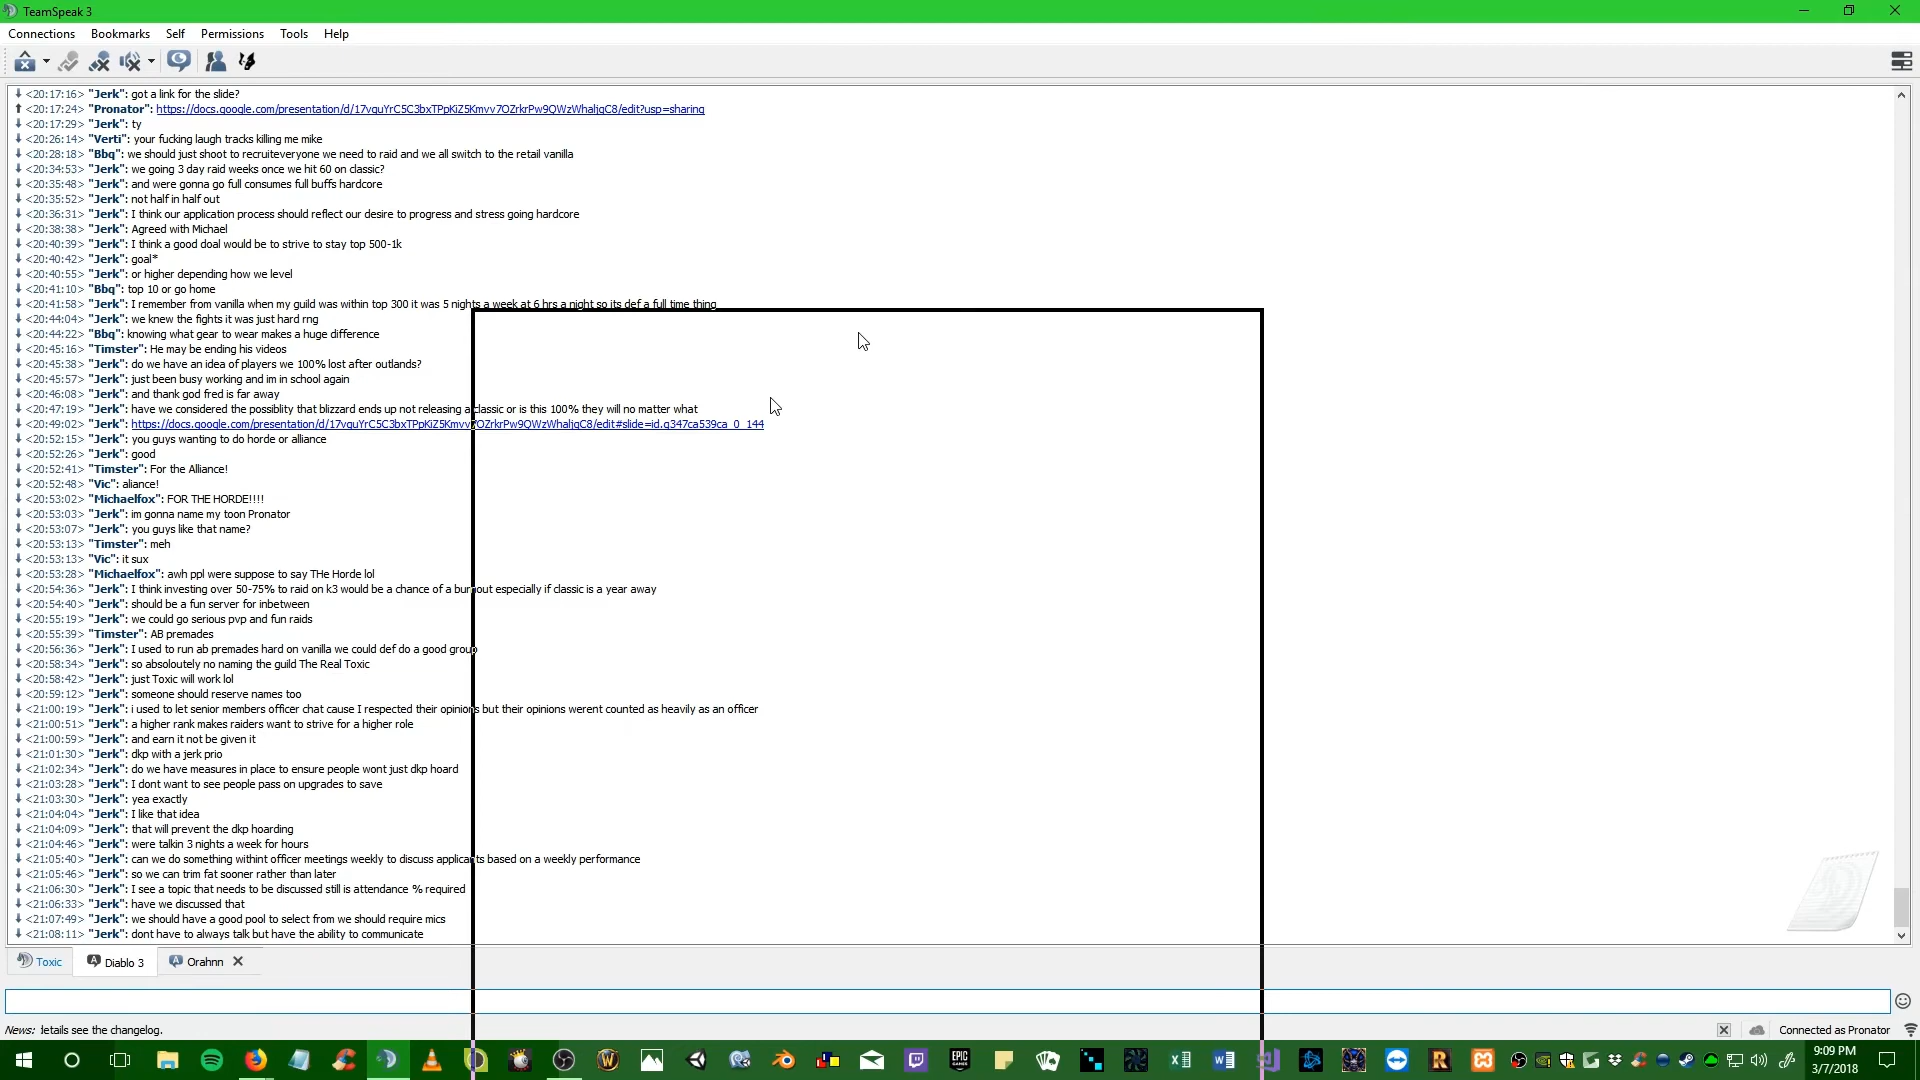 TeamSpeak 3
Connections Bookmarks Self Permissions Tools Help
<20:17:16> "Jerk": got a link for the slide?
<20:17:24> "Pronator": https://docs.google.com/presentation/d/17vguYrC5C3bxTPpKiZ5Kmvv7OZrkrPw9QWzWhaljgC8/edit?usp=sharing
<20:17:29> "Jerk": ty
<20:26:14> "Verti": your fucking laugh tracks killing me mike
<20:28:18> "Bbq": we should just shoot to recruiteveryone we need to raid and we all switch to the retail vanilla
<20:34:53> "Jerk": we going 3 day raid weeks once we hit 60 on classic?
<20:35:48> "Jerk": and were gonna go full consumes full buffs hardcore
<20:35:52> "Jerk": not half in half out
<20:36:31> "Jerk": I think our application process should reflect our desire to progress and stress going hardcore
<20:38:38> "Jerk": Agreed with Michael
<20:40:39> "Jerk": I think a good doal would be to strive to stay top 500-1k
<20:40:42> "Jerk": goal*
<20:40:55> "Jerk": or higher depending how we level
<20:41:10> "Bbq": top 10 or go home
<20:41:58> "Jerk": I remember from vanilla when my guild was within top 300 it was 5 nights a week at 6 hrs a night so its def a full time thing
<20:44:04> "Jerk": we knew the fights it was just hard rng
<20:44:22> "Bbq": knowing what gear to wear makes a huge difference
<20:45:16> "Timster": He may be ending his videos
<20:45:38> "Jerk": do we have an idea of players we 100% lost after outlands?
<20:45:57> "Jerk": just been busy working and im in school again
<20:46:08> "Jerk": and thank god fred is far away
<20:47:19> "Jerk": have we considered the possiblity that blizzard ends up not releasing a classic or is this 100% they will no matter what
<20:49:02> "Jerk": https://docs.google.com/presentation/d/17vguYrC5C3bxTPpKiZ5Kmvv7OZrkrPw9QWzWhaljgC8/edit#slide=id.g347ca539ca_0_144
<20:52:15> "Jerk": you guys wanting to do horde or alliance
<20:52:26> "Jerk": good
<20:52:41> "Timster": For the Alliance!
<20:52:48> "Vic": aliance!
<20:53:02> "Michaelfox": FOR THE HORDE!!!!
<20:53:03> "Jerk": im gonna name my toon Pronator
<20:53:07> "Jerk": you guys like that name?
<20:53:13> "Timster": meh
<20:53:13> "Vic": it sux
<20:53:28> "Michaelfox": awh ppl were suppose to say THe Horde lol
<20:54:36> "Jerk": I think investing over 50-75% to raid on k3 would be a chance of a burnout especially if classic is a year away
<20:54:40> "Jerk": should be a fun server for inbetween
<20:55:19> "Jerk": we could go serious pvp and fun raids
<20:55:39> "Timster": AB premades
<20:56:36> "Jerk": I used to run ab premades hard on vanilla we could def do a good group
<20:58:34> "Jerk": so absoloutely no naming the guild The Real Toxic
<20:58:42> "Jerk": just Toxic will work lol
<20:59:12> "Jerk": someone should reserve names too
<21:00:19> "Jerk": i used to let senior members officer chat cause I respected their opinions but their opinions werent counted as heavily as an officer
<21:00:51> "Jerk": a higher rank makes raiders want to strive for a higher role
<21:00:59> "Jerk": and earn it not be given it
<21:01:30> "Jerk": dkp with a jerk prio
<21:02:34> "Jerk": do we have measures in place to ensure people wont just dkp hoard
<21:03:28> "Jerk": I dont want to see people pass on upgrades to save
<21:03:30> "Jerk": yea exactly
<21:04:04> "Jerk": I like that idea
<21:04:09> "Jerk": that will prevent the dkp hoarding
<21:04:46> "Jerk": were talkin 3 nights a week for hours
<21:05:40> "Jerk": can we do something withint officer meetings weekly to discuss applicants based on a weekly performance
<21:05:46> "Jerk": so we can trim fat sooner rather than later
<21:06:30> "Jerk": I see a topic that needs to be discussed still is attendance % required
<21:06:33> "Jerk": have we discussed that
<21:07:49> "Jerk": we should have a good pool to select from we should require mics
<21:08:11> "Jerk": dont have to always talk but have the ability to communicate
Toxic Diablo 3 Orahnn
News: details see the changelog. Connected as Pronator
EPIC GAMES
9:09 PM
3/7/2018